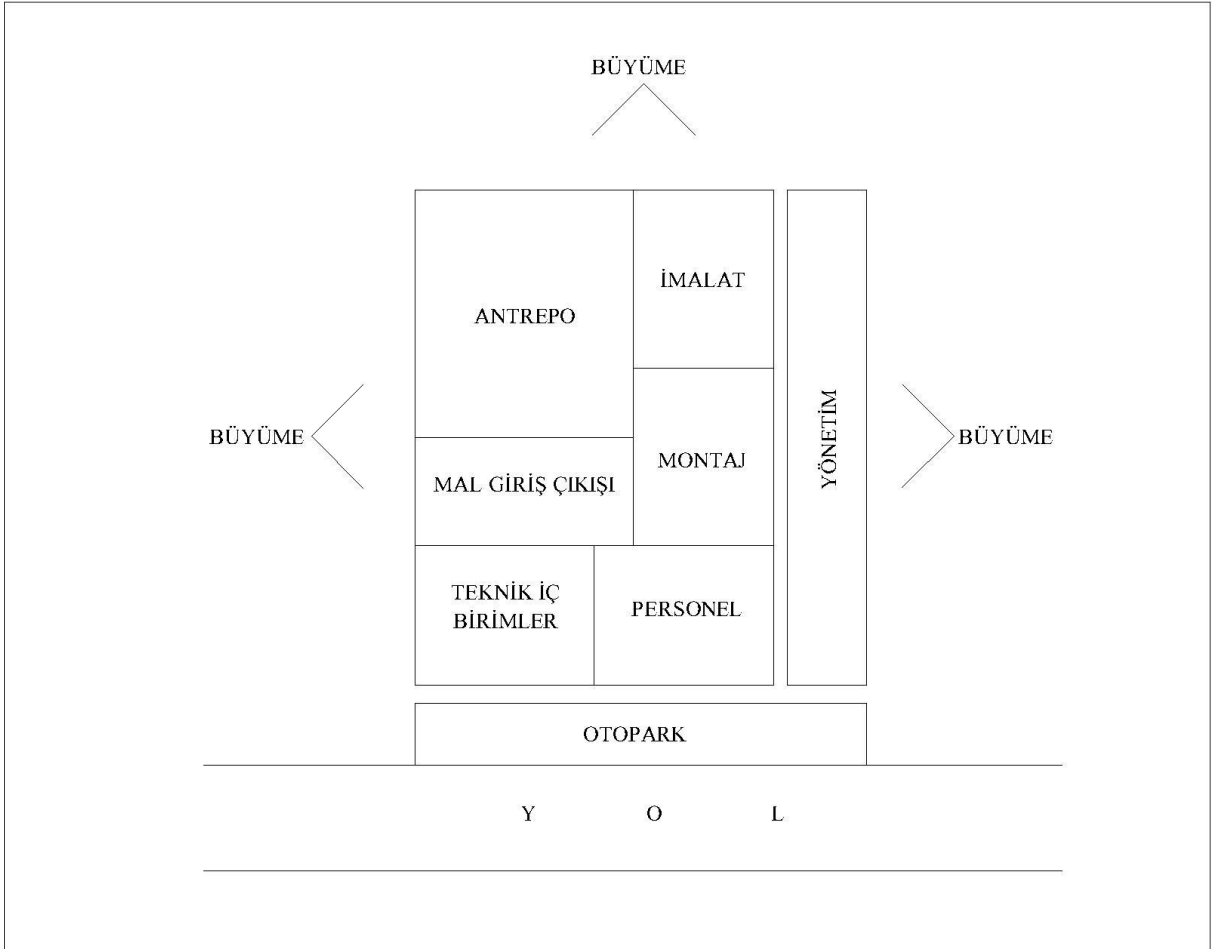 BÜYÜME
İMALAT
ANTREPO
BÜYÜME
YÖNETİM
BÜYÜME
MONTAJ
MAL GİRİŞ ÇIKIŞI
TEKNİK İÇ
BİRİMLER
PERSONEL
OTOPARK
Y O L